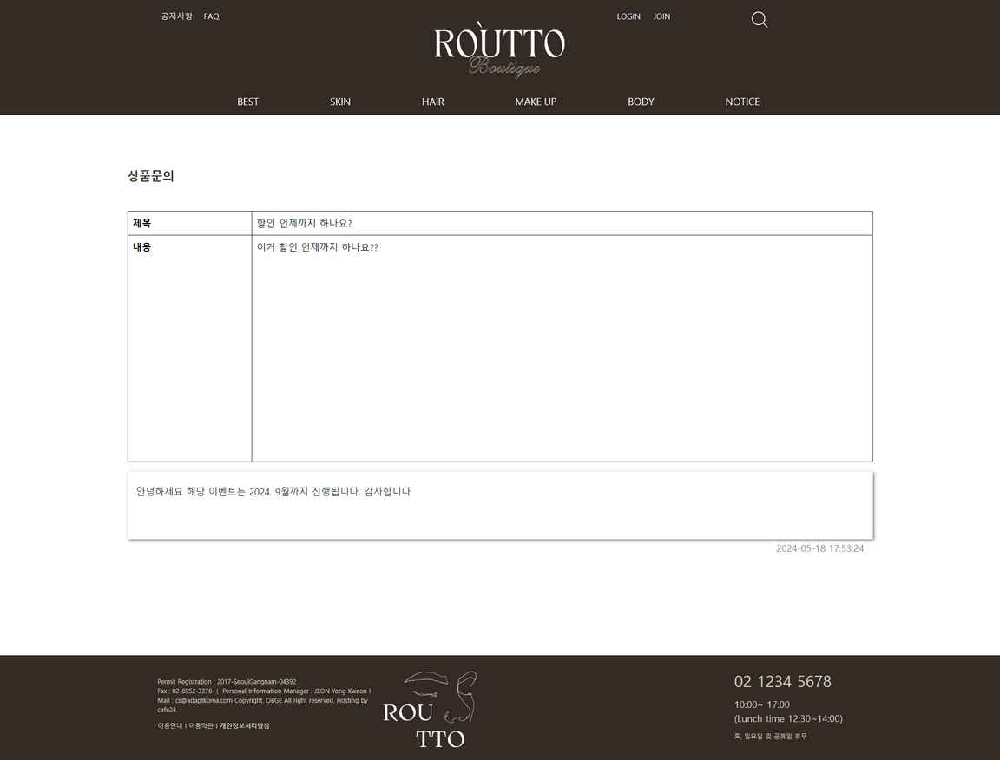 공지사항 FAQ LOGIN JOIN
ROÙTTO
Boutique
BEST SKIN HAIR MAKE UP BODY NOTICE
상품문의
제목 할인 언제까지 하나요?
내용 이거 할인 언제까지 하나요??
안녕하세요 해당 이벤트는 2024. 9월까지 진행됩니다. 감사합니다
2024-05-18 17:53:24
Permit Registration : 2017-SeoulGangnam-04392
Fax : 02-6952-3376 | Personal Information Manager : JEON Yong Kweon I
Mail : cs@adaptkorea.com Copyright. OBGE All right reserved. Hosting by
cafe24.
이용안내 I 이용약관 I 개인정보처리방침
ROU
TTO
02 1234 5678
10:00~ 17:00
(Lunch time 12:30~14:00)
토, 일요일 및 공휴일 휴무